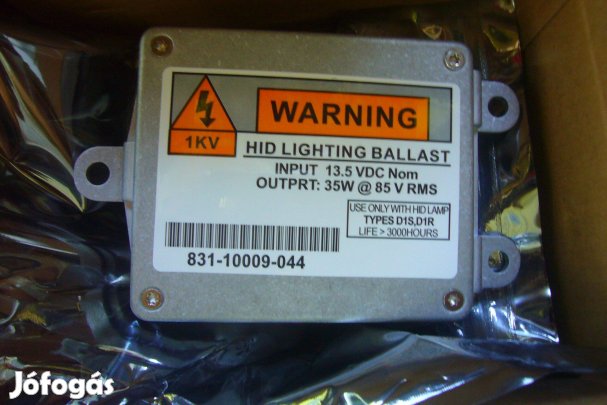 WARNING
1KV
HID LIGHTING BALLAST
INPUT 13.5 VDC Nom
OUTPRT: 35W @ 85 V RMS
USE ONLY WITH HID LAMP
TYPES D1S,D1R
LIFE > 3000HOURS
831-10009-044
Jófogás